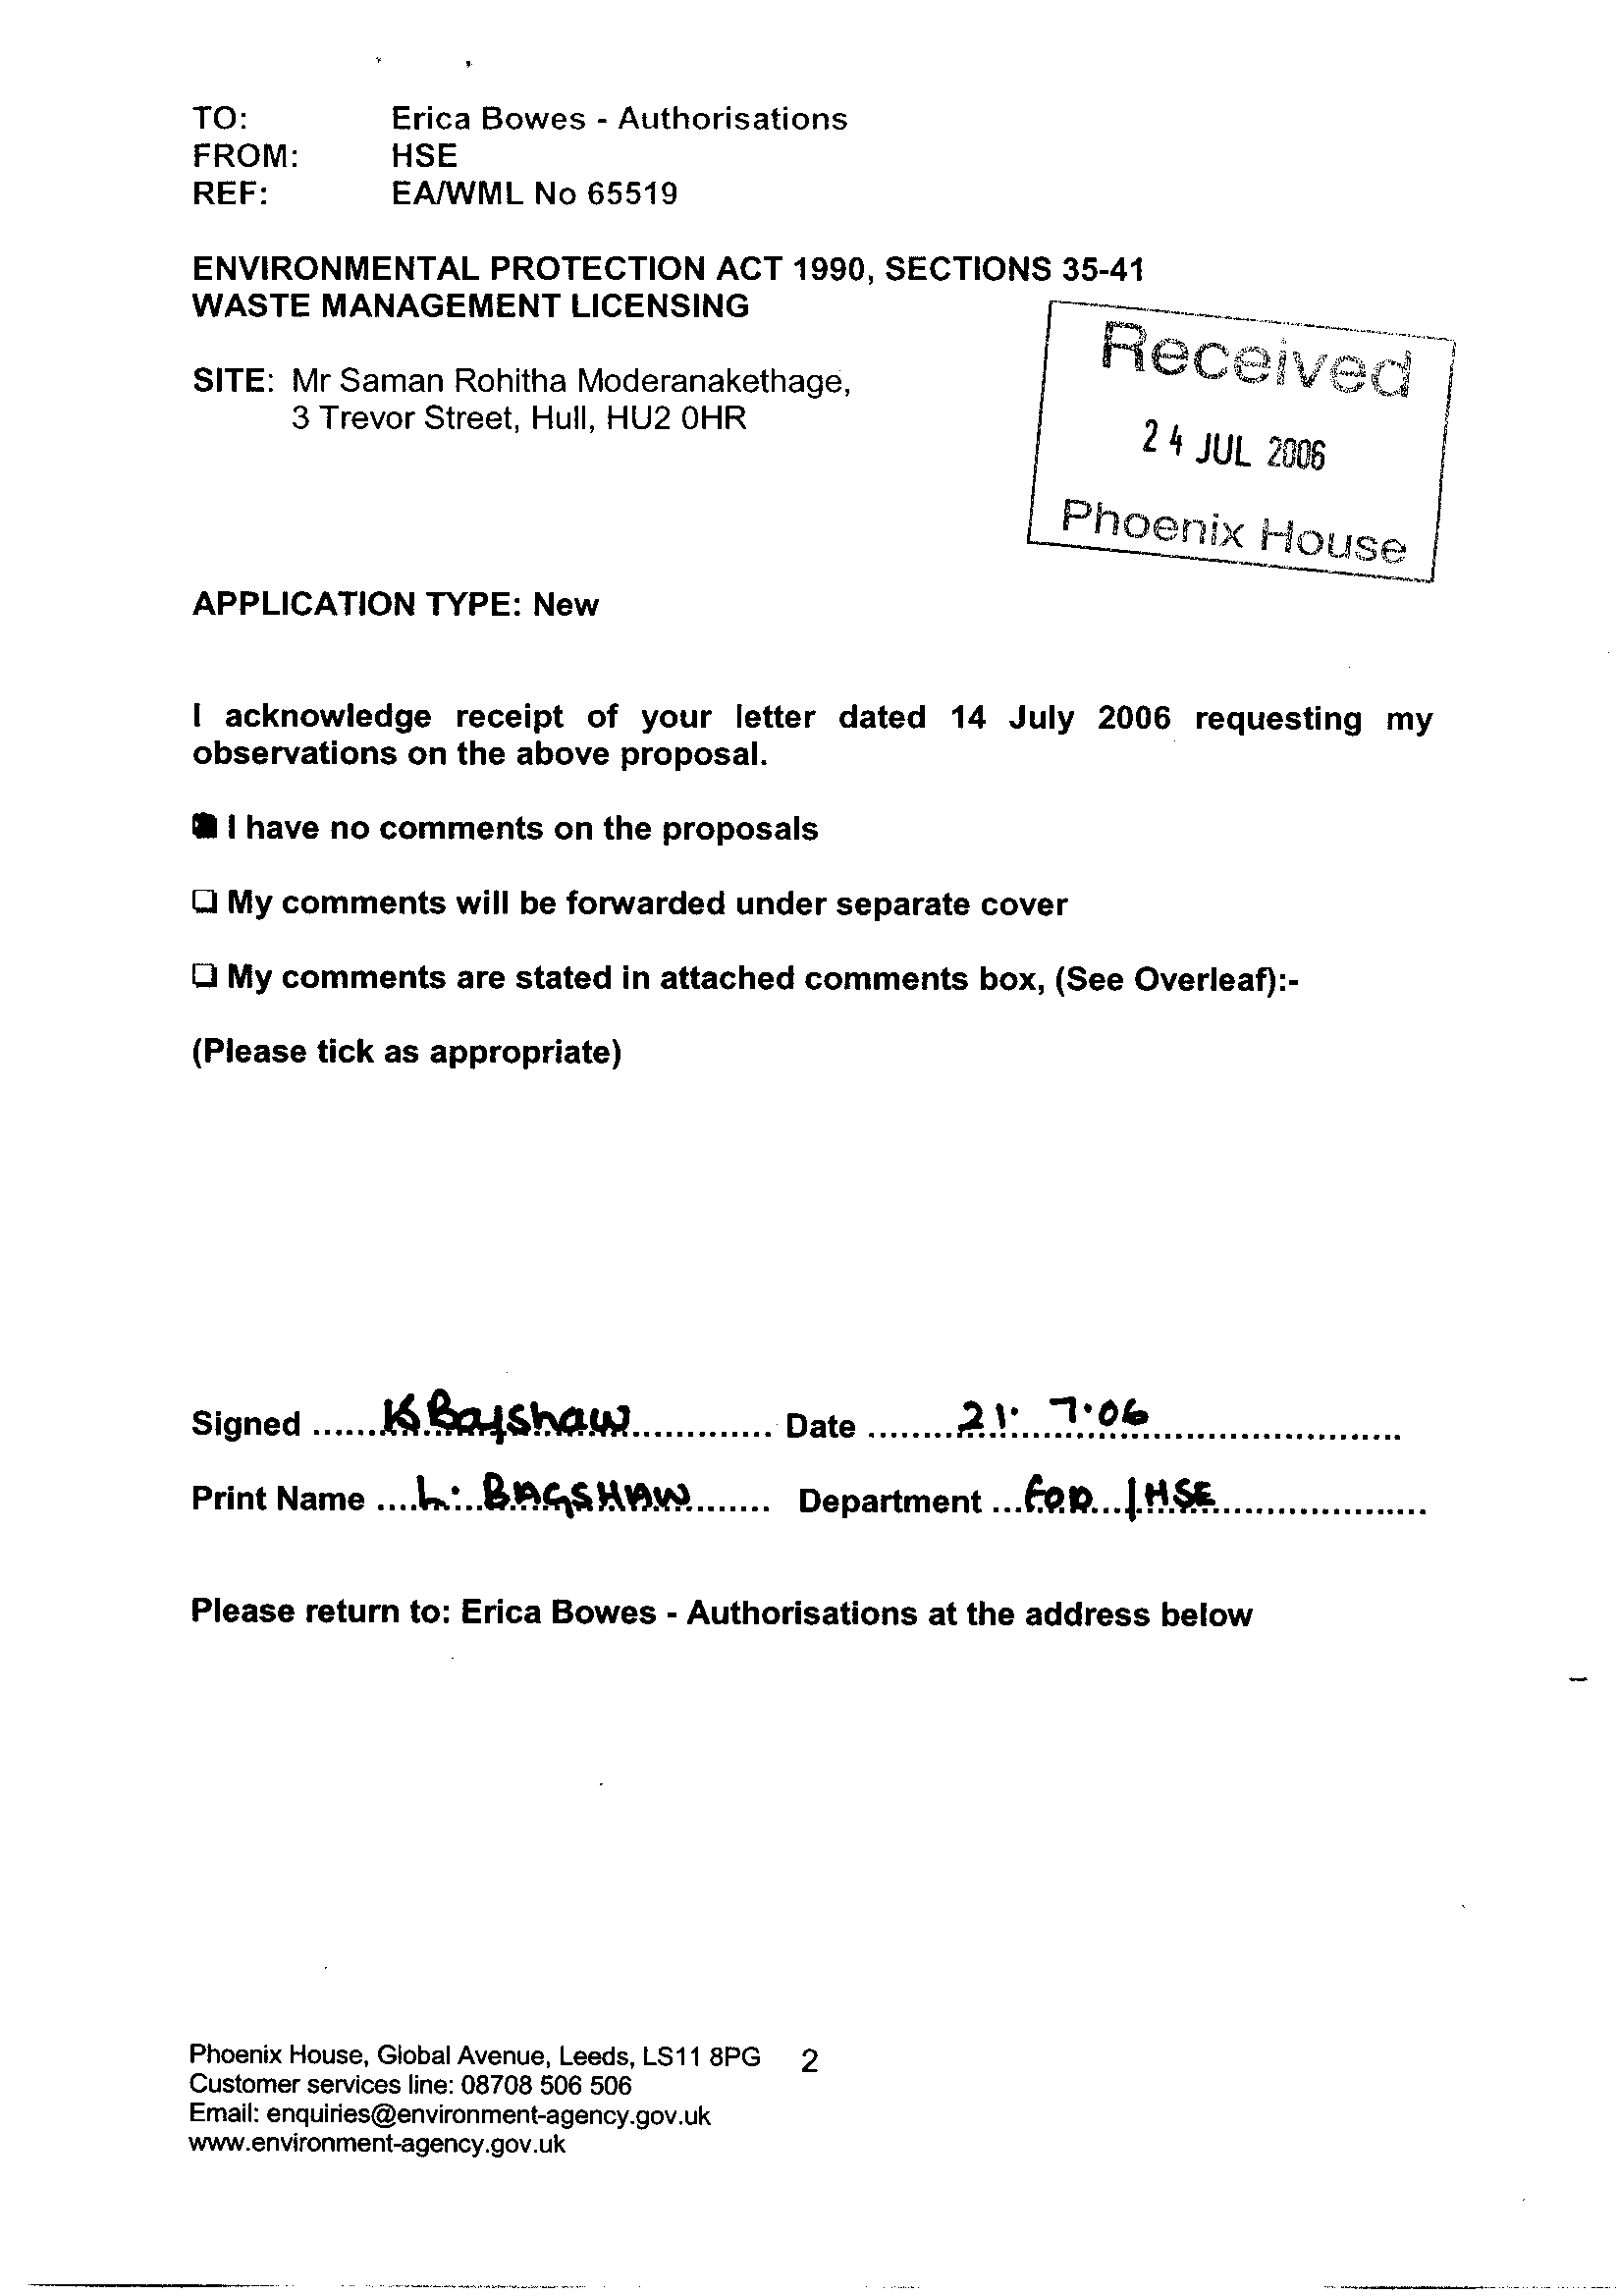 TO: Erica Bowes - Authorisations
FROM: HSE
REF: EA/WML No 65519
ENVIRONMENTAL PROTECTION ACT 1990, SECTIONS 35-41
WASTE MANAGEMENT LICENSING
SITE: Mr Saman Rohitha Moderanakethage,
3 Trevor Street, Hull, HU2 0HR
Received
24 JUL 2006
Phoenix House
APPLICATION TYPE: New
I acknowledge receipt of your letter dated 14 July 2006 requesting my
observations on the above proposal.
I have no comments on the proposals
My comments will be forwarded under separate cover
My comments are stated in attached comments box, (See Overleaf):-
(Please tick as appropriate)
Signed ...... Bagshaw ............. Date ........ 21. 7.06
Print Name .... BAGSHAW ........ Department ... FOD / HSE
Please return to: Erica Bowes - Authorisations at the address below
Phoenix House, Global Avenue, Leeds, LS11 8PG 2
Customer services line: 08708 506 506
Email: enquiries@environment-agency.gov.uk
www.environment-agency.gov.uk